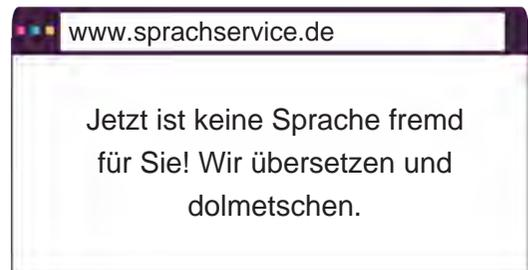 www.sprachservice.de
Jetzt ist keine Sprache fremd
für Sie! Wir übersetzen und
dolmetschen.